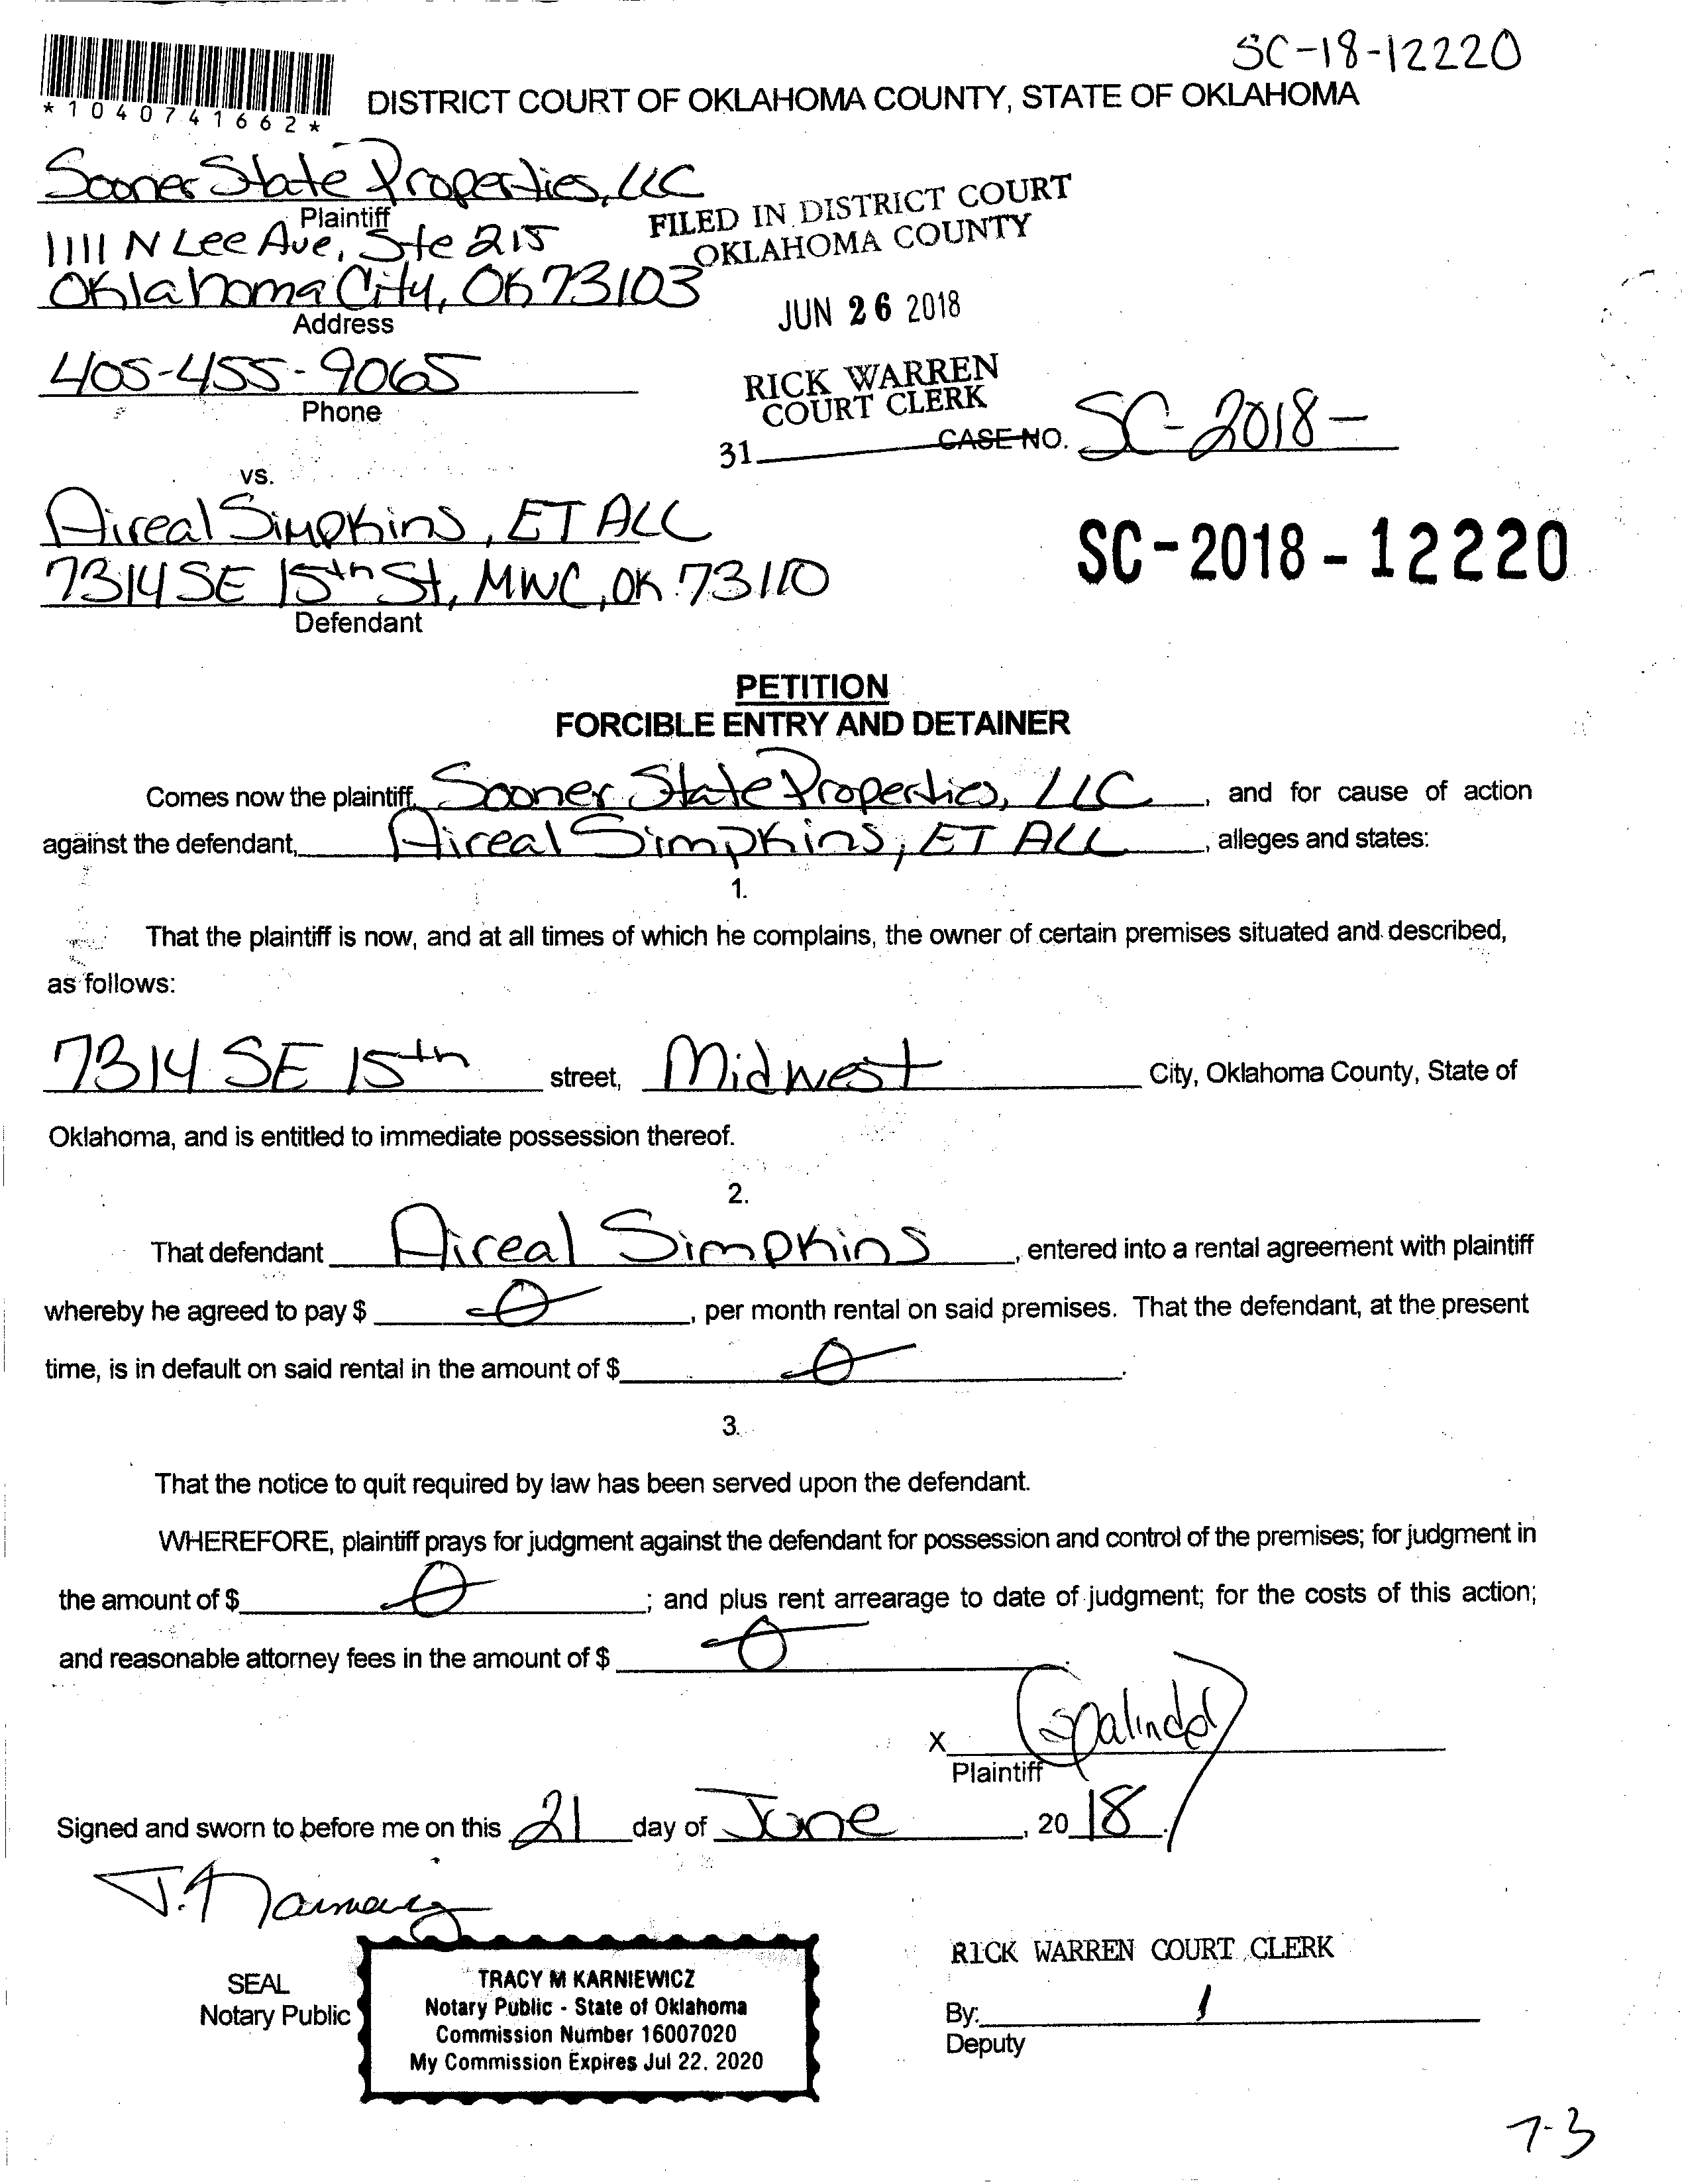 SC-18-12220
*1040741662*
DISTRICT COURT OF OKLAHOMA COUNTY, STATE OF OKLAHOMA
Sooner State Properties, LLC
Plaintiff
1111 N Lee Ave, Ste 215
Oklahoma City, OK 73103
Address
405-455-9065
Phone
FILED IN DISTRICT COURT
OKLAHOMA COUNTY
JUN 26 2018
RICK WARREN
COURT CLERK
31
CASE NO. SC-2018-
vs.
Aireal Simpkins, ET ALL
7314 SE 15th St, MWC, OK 73110
Defendant
SC-2018-12220
PETITION
FORCIBLE ENTRY AND DETAINER
Comes now the plaintiff, Sooner State Properties, LLC, and for cause of action
against the defendant, Aireal Simpkins, ET ALL, alleges and states:
1.
That the plaintiff is now, and at all times of which he complains, the owner of certain premises situated and described,
as follows:
7314 SE 15th street, Midwest City, Oklahoma County, State of
Oklahoma, and is entitled to immediate possession thereof.
2.
That defendant Aireal Simpkins, entered into a rental agreement with plaintiff
whereby he agreed to pay $ 0, per month rental on said premises. That the defendant, at the present
time, is in default on said rental in the amount of $ 0.
3.
That the notice to quit required by law has been served upon the defendant.
WHEREFORE, plaintiff prays for judgment against the defendant for possession and control of the premises; for judgment in
the amount of $ 0; and plus rent arrearage to date of judgment; for the costs of this action;
and reasonable attorney fees in the amount of $ 0.
X
Plaintiff
Signed and sworn to before me on this 21 day of June, 2018.
SEAL
Notary Public
TRACY M KARNIEWICZ
Notary Public - State of Oklahoma
Commission Number 16007020
My Commission Expires Jul 22, 2020
RICK WARREN COURT CLERK
By:
Deputy
7-3